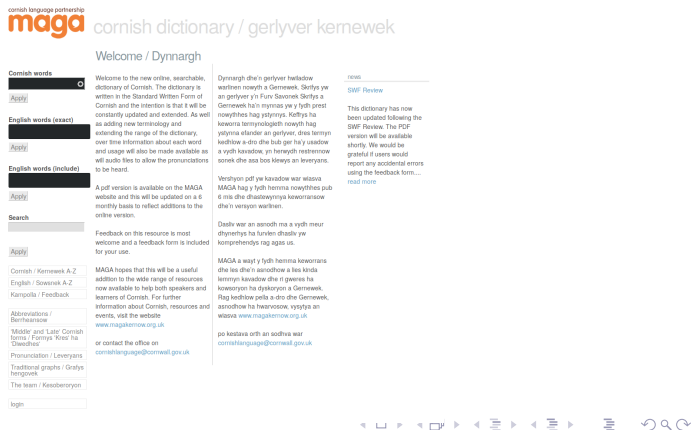 cornish language partnership
maga
cornish dictionary / gerlyver kernewek
Welcome / Dynnargh
Cornish words
Apply
English words (exact)
Apply
English words (include)
Apply
Search
Apply
Cornish / Kernewek A-Z
English / Sowsnek A-Z
Kampolla / Feedback
Abbreviations /
Berrheansow
'Middle' and 'Late' Cornish
forms / Formys 'Kres' ha
'Diwedhes'
Pronunciation / Leveryans
Traditional graphs / Grafys
hengovek
The team / Kesoberoryon
login
Welcome to the new online, searchable,
dictionary of Cornish. The dictionary is
written in the Standard Written Form of
Cornish and the intention is that it will be
constantly updated and extended. As well
as adding new terminology and
extending the range of the dictionary,
over time information about each word
and usage will also be made available as
will audio files to allow the pronunciations
to be heard.
A pdf version is available on the MAGA
website and this will be updated on a 6
monthly basis to reflect additions to the
online version.
Feedback on this resource is most
welcome and a feedback form is included
for your use.
MAGA hopes that this will be a useful
addition to the wide range of resources
now available to help both speakers and
learners of Cornish. For further
information about Cornish, resources and
events, visit the website
www.magakernow.org.uk
or contact the office on
cornishlanguage@cornwall.gov.uk
Dynnargh dhe'n gerlyver hwiladow
warlinen nowyth a Gernewek. Skrifys yw
an gerlyver y'n Furv Savonek Skrifys a
Gernewek ha'n mynnas yw y fydh prest
nowythhes hag ystynnys. Keffrys ha
keworra termynologieth nowyth hag
ystynna efander an gerlyver, dres termyn
kedhlow a-dro dhe bub ger ha'y usadow
a vydh kavadow, yn herwydh restrennow
sonek dhe asa bos klewys an leveryans.
Vershyon pdf yw kavadow war wiasva
MAGA hag y fydh hemma nowythhes pub
6 mis dhe dhastewynnya keworransow
dhe'n versyon warlinen.
Dasliv war an asnodh ma a vydh meur
dhynerhys ha furvlen dhasliv yw
komprehendys rag agas us.
MAGA a wayt y fydh hemma keworrans
dhe les dhe'n asnodhow a lies kinda
lemmyn kavadow dhe ri gweres ha
kowsoryon ha dyskoryon a Gernewek.
Rag kedhlow pella a-dro dhe Gernewek,
asnodhow ha hwarvosow, vysytya an
wiasva www.magakernow.org.uk
po kestava orth an sodhva war
cornishlanguage@cornwall.gov.uk
news
SWF Review
This dictionary has now
been updated following the
SWF Review. The PDF
version will be available
shortly. We would be
grateful if users would
report any accidental errors
using the feedback form....
read more